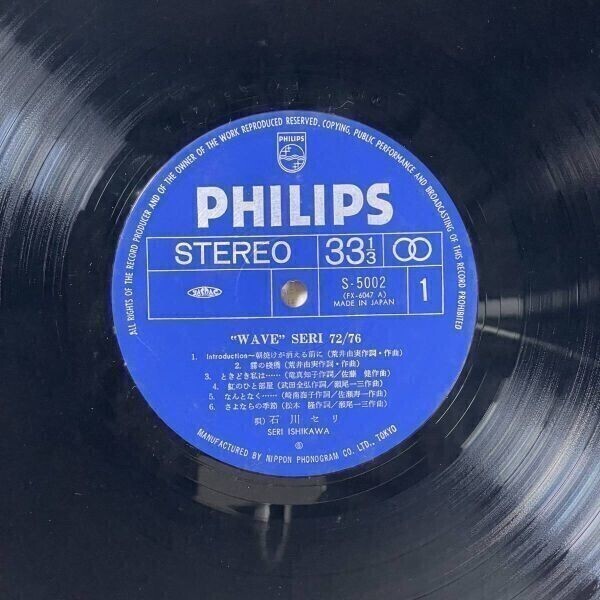 ALL RIGHTS OF THE RECORD PRODUCER AND OF THE OWNER OF THE WORK REPRODUCED RESERVED, COPYING, PUBLIC PERFORMANCE AND BROADCASTING OF THIS RECORD PROHIBITED
PHILIPS
PHILIPS
STEREO 33⅓
S-5002
(FX-6047 A)
MADE IN JAPAN
1
"WAVE" SERI 72/76
1. Introduction~朝焼けが消える前に(荒井由実作詞・作曲)
2. 霧の桟橋(荒井由実作詞・作曲)
3. ときどき私は……(竜真知子作詞/佐藤 健作曲)
4. 虹のひと部屋(武田全弘作詞/瀬尾一三作曲)
5. なんとなく……(崎南海子作詞/佐瀬寿一作曲)
6. さよならの季節(松本 隆作詞/瀬尾一三作曲)
唄)石川セリ
SERI ISHIKAWA
MANUFACTURED BY NIPPON PHONOGRAM CO. LTD., TOKYO